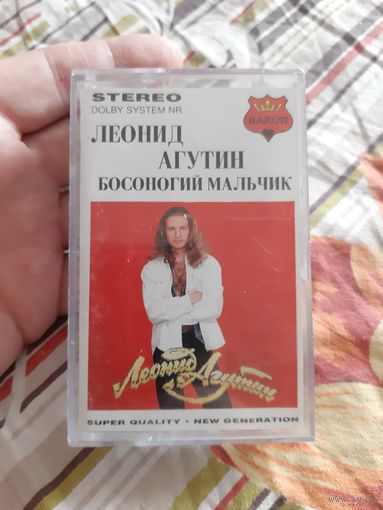 STEREO
DOLBY SYSTEM NR
BARON
ЛЕОНИД
АГУТИН
БОСОНОГИЙ МАЛЬЧИК
Леонид Агутин
SUPER QUALITY • NEW GENERATION